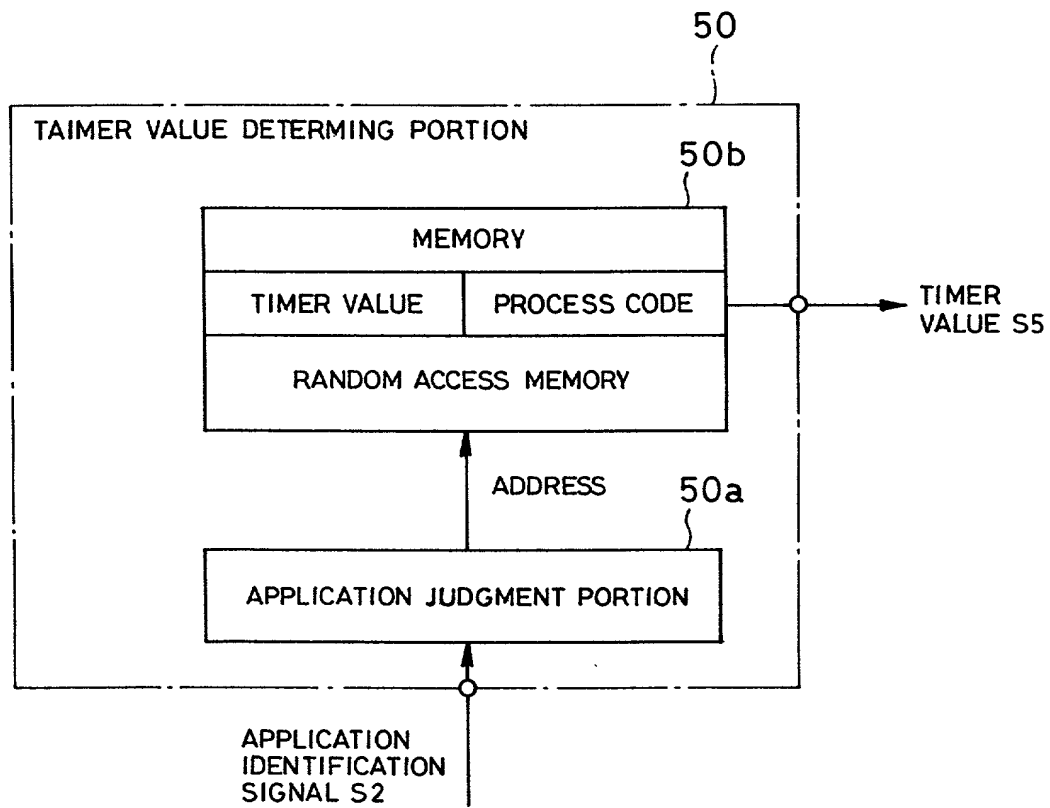 50
TAIMER VALUE DETERMING PORTION
50b
MEMORY
TIMER VALUE
PROCESS CODE
TIMER
VALUE S5
RANDOM ACCESS MEMORY
ADDRESS
50a
APPLICATION JUDGMENT PORTION
APPLICATION
IDENTIFICATION
SIGNAL S2